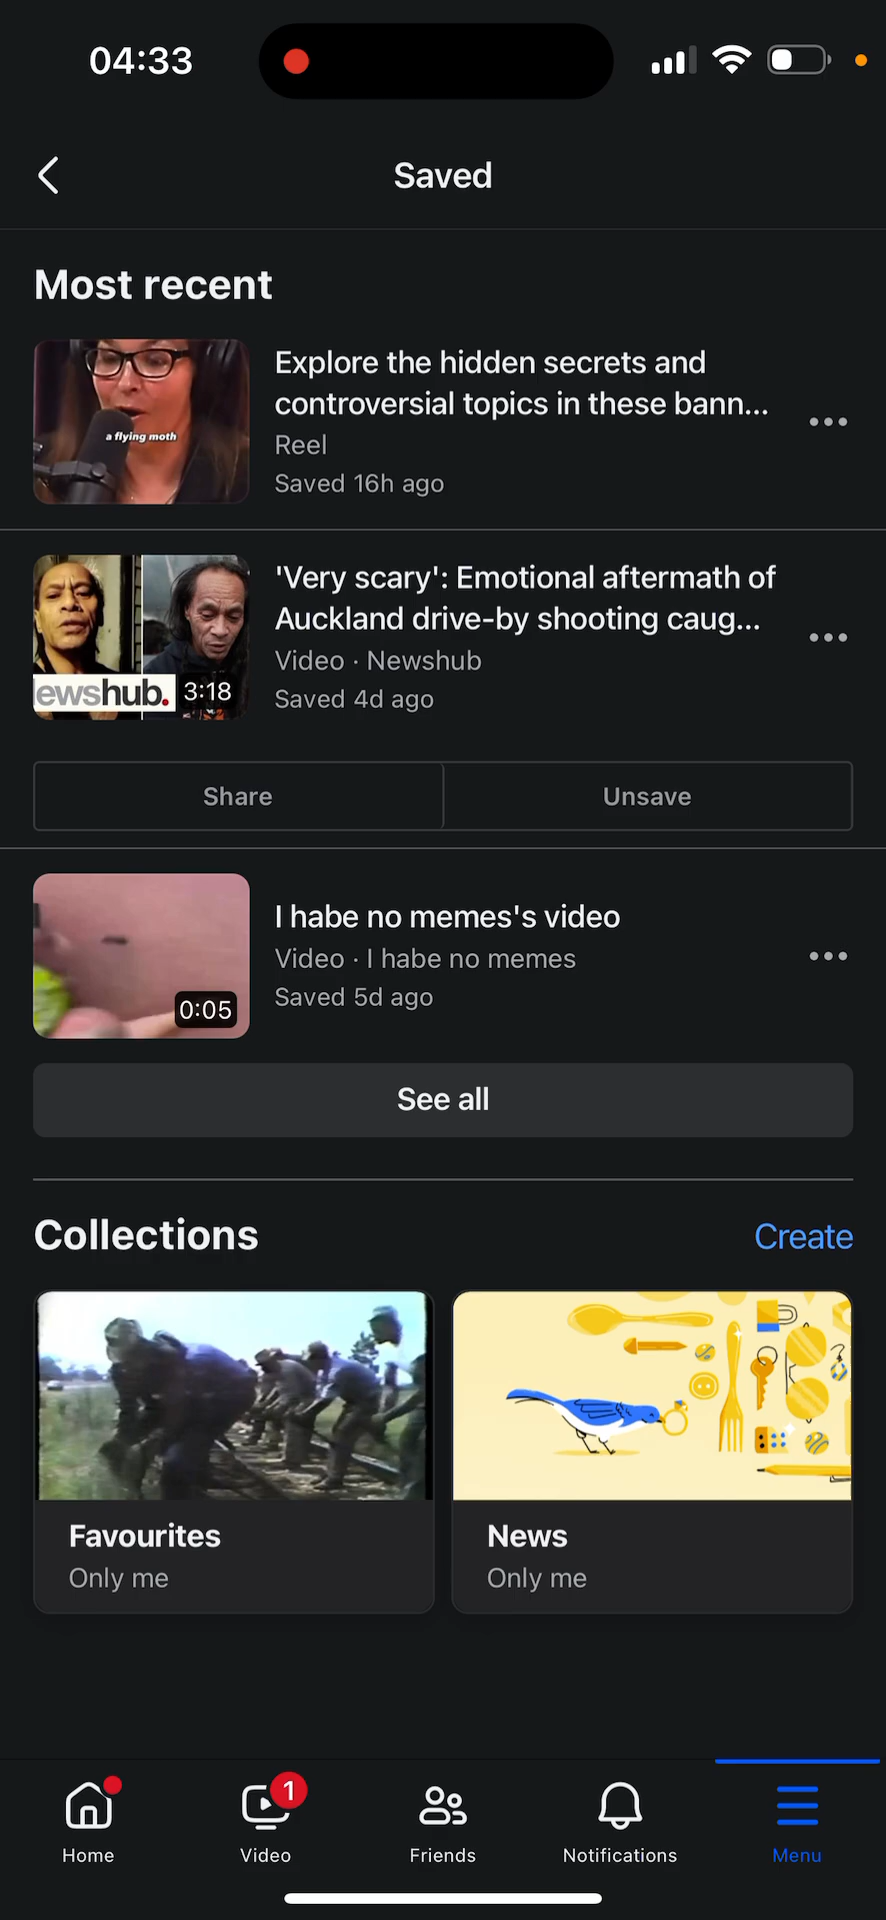 04:33
Saved
Most recent
a flying moth
Explore the hidden secrets and
controversial topics in these bann...
Reel
Saved 16h ago
ewshub.
3:18
'Very scary': Emotional aftermath of
Auckland drive-by shooting caug...
Video · Newshub
Saved 4d ago
Share
Unsave
0:05
I habe no memes's video
Video · I habe no memes
Saved 5d ago
See all
Collections
Create
Favourites
Only me
News
Only me
1
Home
Video
Friends
Notifications
Menu